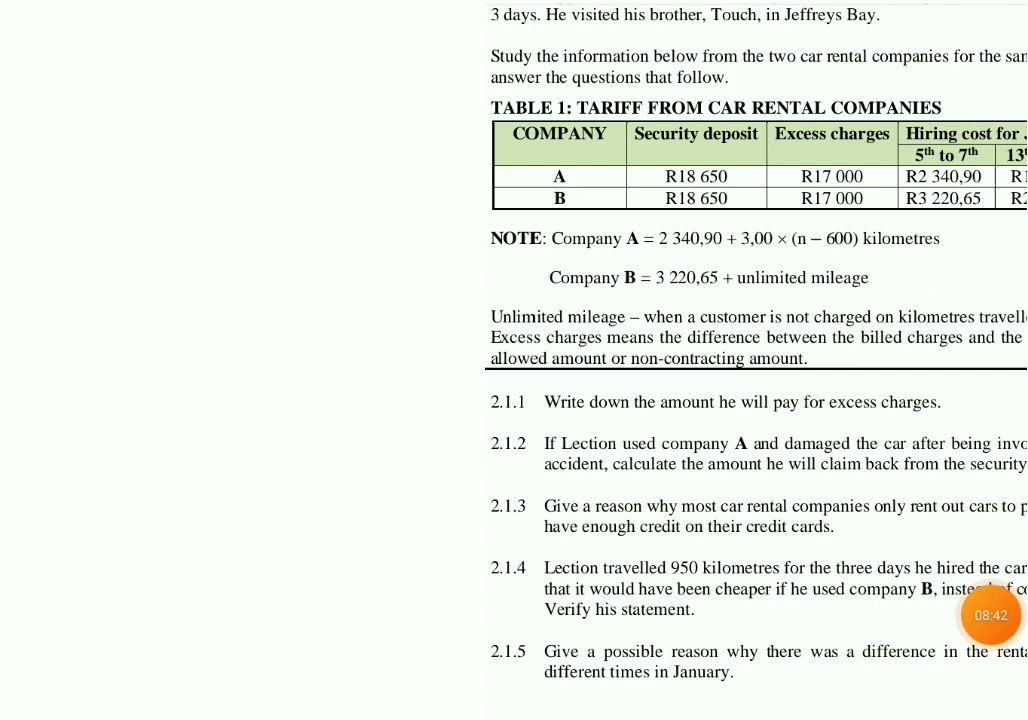 3 days. He visited his brother, Touch, in Jeffreys Bay.
Study the information below from the two car rental companies for the
answer the questions that follow.
TABLE 1: TARIFF FROM CAR RENTAL COMPANIES
COMPANY Security deposit Excess charges Hiring cost for
5th to 7th 13
A R18 650 R17 000 R2 340,90
B R18 650 R17 000 R3 220,65
NOTE: Company A = 2 340,90 + 3,00 × (n – 600) kilometres
Company B = 3 220,65 + unlimited mileage
Unlimited mileage – when a customer is not charged on kilometres
Excess charges means the difference between the billed charges and the
allowed amount or non-contracting amount.
2.1.1 Write down the amount he will pay for excess charges.
2.1.2 If Lection used company A and damaged the car after being
accident, calculate the amount he will claim back from the security
2.1.3 Give a reason why most car rental companies only rent out cars to
have enough credit on their credit cards.
2.1.4 Lection travelled 950 kilometres for the three days he hired the car
that it would have been cheaper if he used company B,
Verify his statement.
08:42
2.1.5 Give a possible reason why there was a difference in the
different times in January.